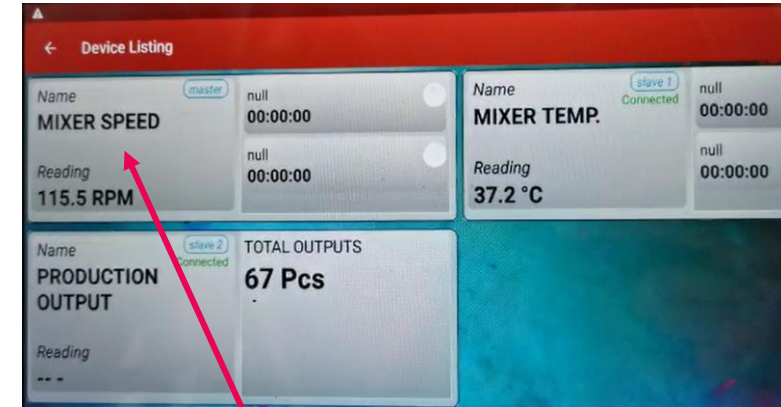 Device Listing
Name
master
MIXER SPEED
Reading
115.5 RPM
null
00:00:00
null
00:00:00
Name
slave 1
Connected
MIXER TEMP.
Reading
37.2 °C
null
00:00:00
null
00:00:00
Name
slave 2
Connected
PRODUCTION
OUTPUT
Reading
-- -
TOTAL OUTPUTS
67 Pcs